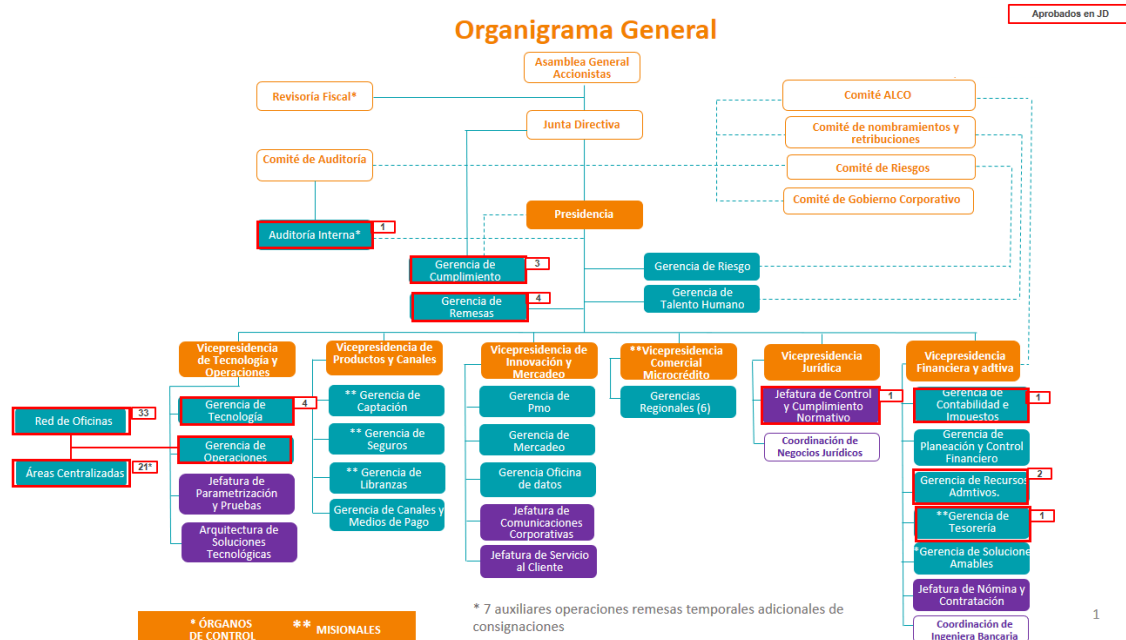 Aprobados en JD
Organigrama General
Asamblea General
Accionistas
Revisoría Fiscal*
Comité ALCO
Junta Directiva
Comité de nombramientos y
retribuciones
Comité de Auditoría
Comité de Riesgos
Comité de Gobierno Corporativo
Presidencia
Auditoría Interna*
1
Gerencia de
Cumplimiento
3
Gerencia de Riesgo
Gerencia de
Remesas
4
Gerencia de
Talento Humano
Vicepresidencia
de Tecnología y
Operaciones
Vicepresidencia de
Productos y Canales
Vicepresidencia de
Innovación y
Mercadeo
**Vicepresidencia
Comercial
Microcrédito
Vicepresidencia
Jurídica
Vicepresidencia
Financiera y adtiva
Red de Oficinas
33
Áreas Centralizadas
21*
Gerencia de
Tecnología
4
Gerencia de
Operaciones
Jefatura de
Parametrización
y Pruebas
Arquitectura de
Soluciones
Tecnológicas
** Gerencia de
Captación
** Gerencia de
Seguros
** Gerencia de
Libranzas
Gerencia de Canales y
Medios de Pago
Gerencia de
Pmo
Gerencia de
Mercadeo
Gerencia Oficina
de datos
Jefatura de
Comunicaciones
Corporativas
Jefatura de Servicio
al Cliente
Gerencias
Regionales (6)
Jefatura de Control
y Cumplimiento
Normativo
1
Coordinación de
Negocios Jurídicos
Gerencia de
Contabilidad e
Impuestos
1
Gerencia de
Planeación y Control
Financiero
Gerencia de Recursos
Admtivos.
2
**Gerencia de
Tesorería
1
*Gerencia de Solucione
Amables
Jefatura de Nómina y
Contratación
Coordinación de
Ingeniera Bancaria
* ÓRGANOS
DE CONTROL
** MISIONALES
* 7 auxiliares operaciones remesas temporales adicionales de
consignaciones
1